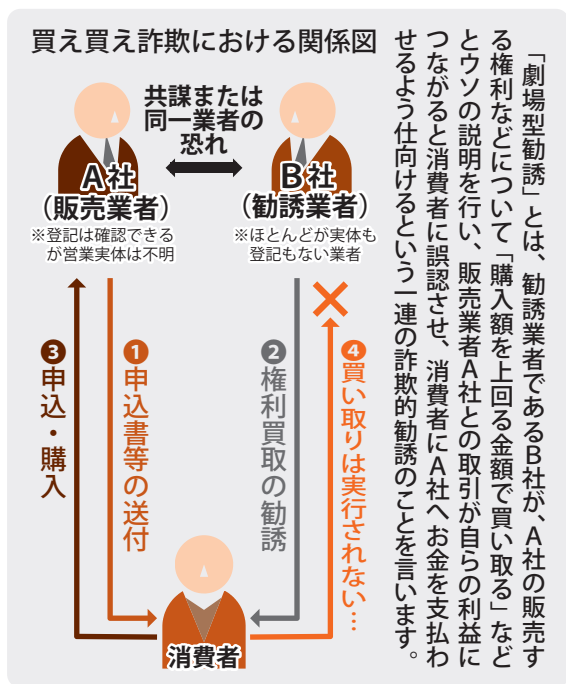 買え買え詐欺における関係図
共謀または
同一業者の
恐れ
A社
(販売業者)
※登記は確認できる
が営業実体は不明
B社
(勧誘業者)
※ほとんどが実体も
登記もない業者
❶申込書等の送付
❷権利買取の勧誘
❸申込・購入
❹買い取りは実行されない…
消費者
「劇場型勧誘」とは、勧誘業者であるB社が、A社の販売す
る権利などについて「購入額を上回る金額で買い取る」など
とウソの説明を行い、販売業者A社との取引が自らの利益に
つながると消費者に誤認させ、消費者にA社へお金を支払わ
せるよう仕向けるという一連の詐欺的勧誘のことを言います。